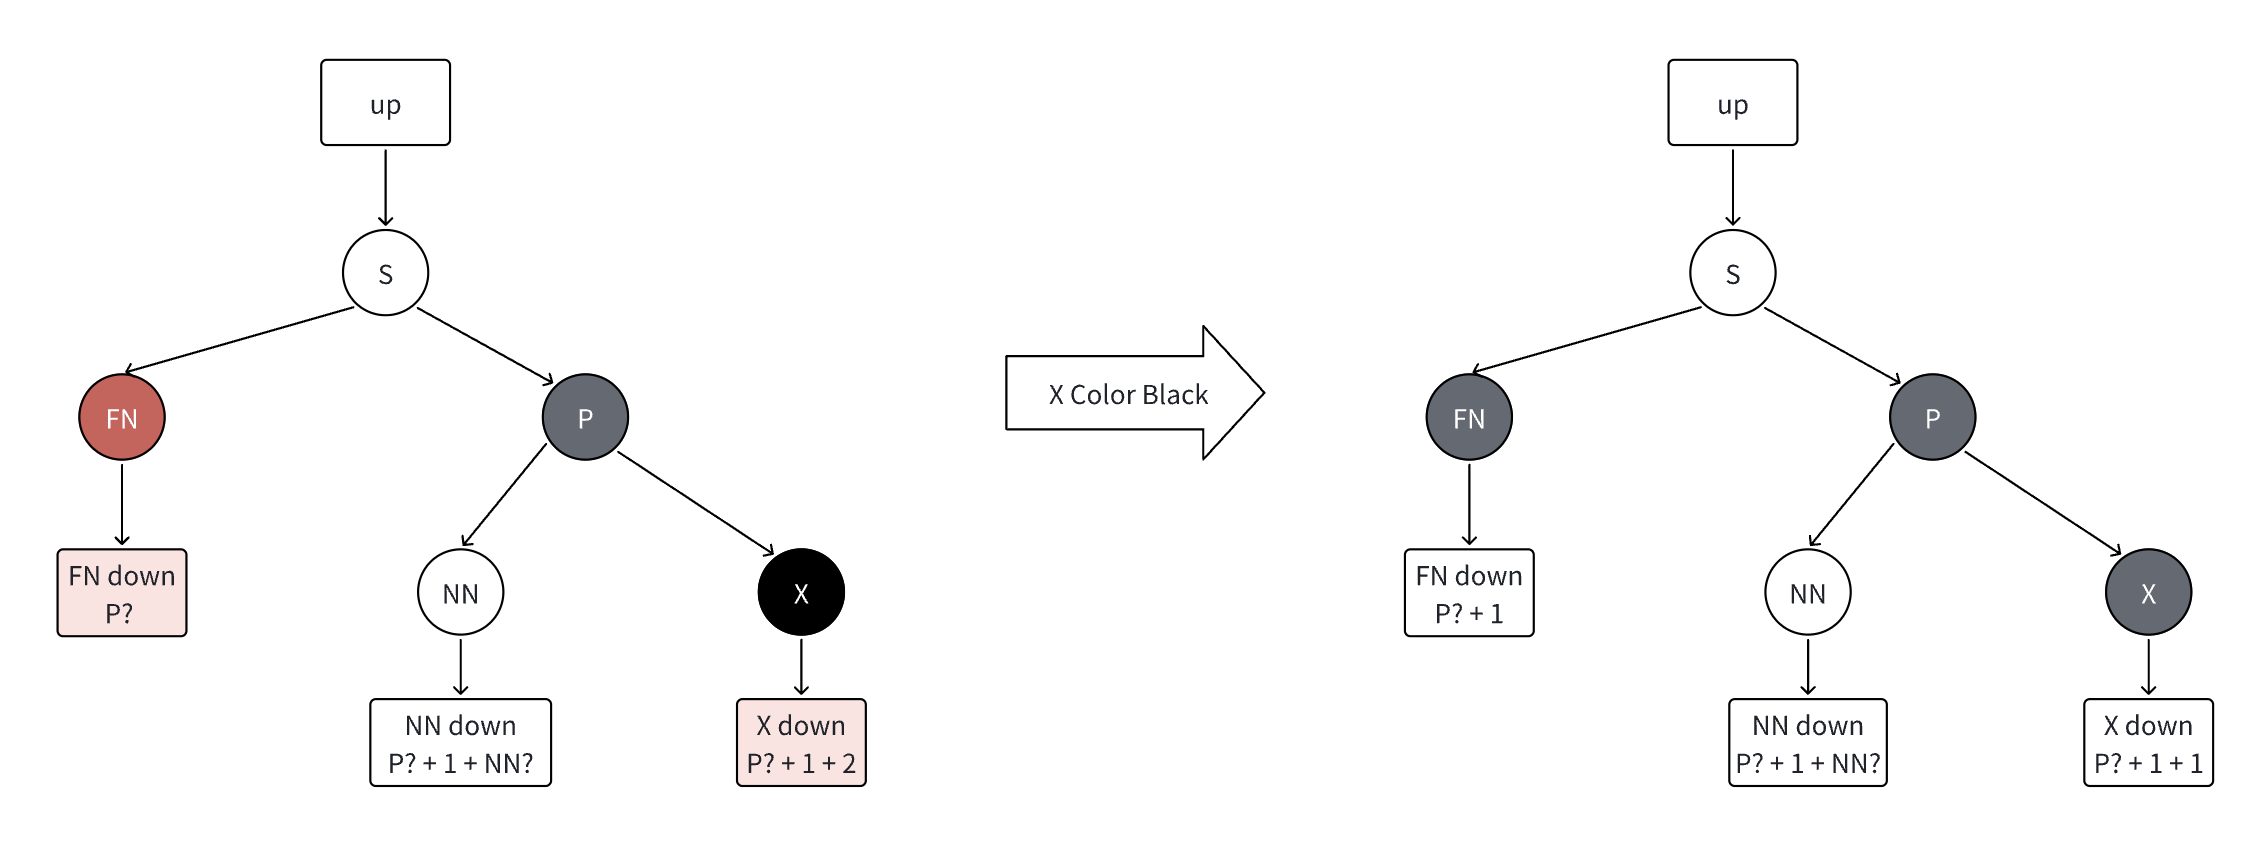 up
S
FN
P
FN down
P?
NN
X
NN down
P? + 1 + NN?
X down
P? + 1 + 2
X Color Black
up
S
FN
P
FN down
P? + 1
NN
X
NN down
P? + 1 + NN?
X down
P? + 1 + 1